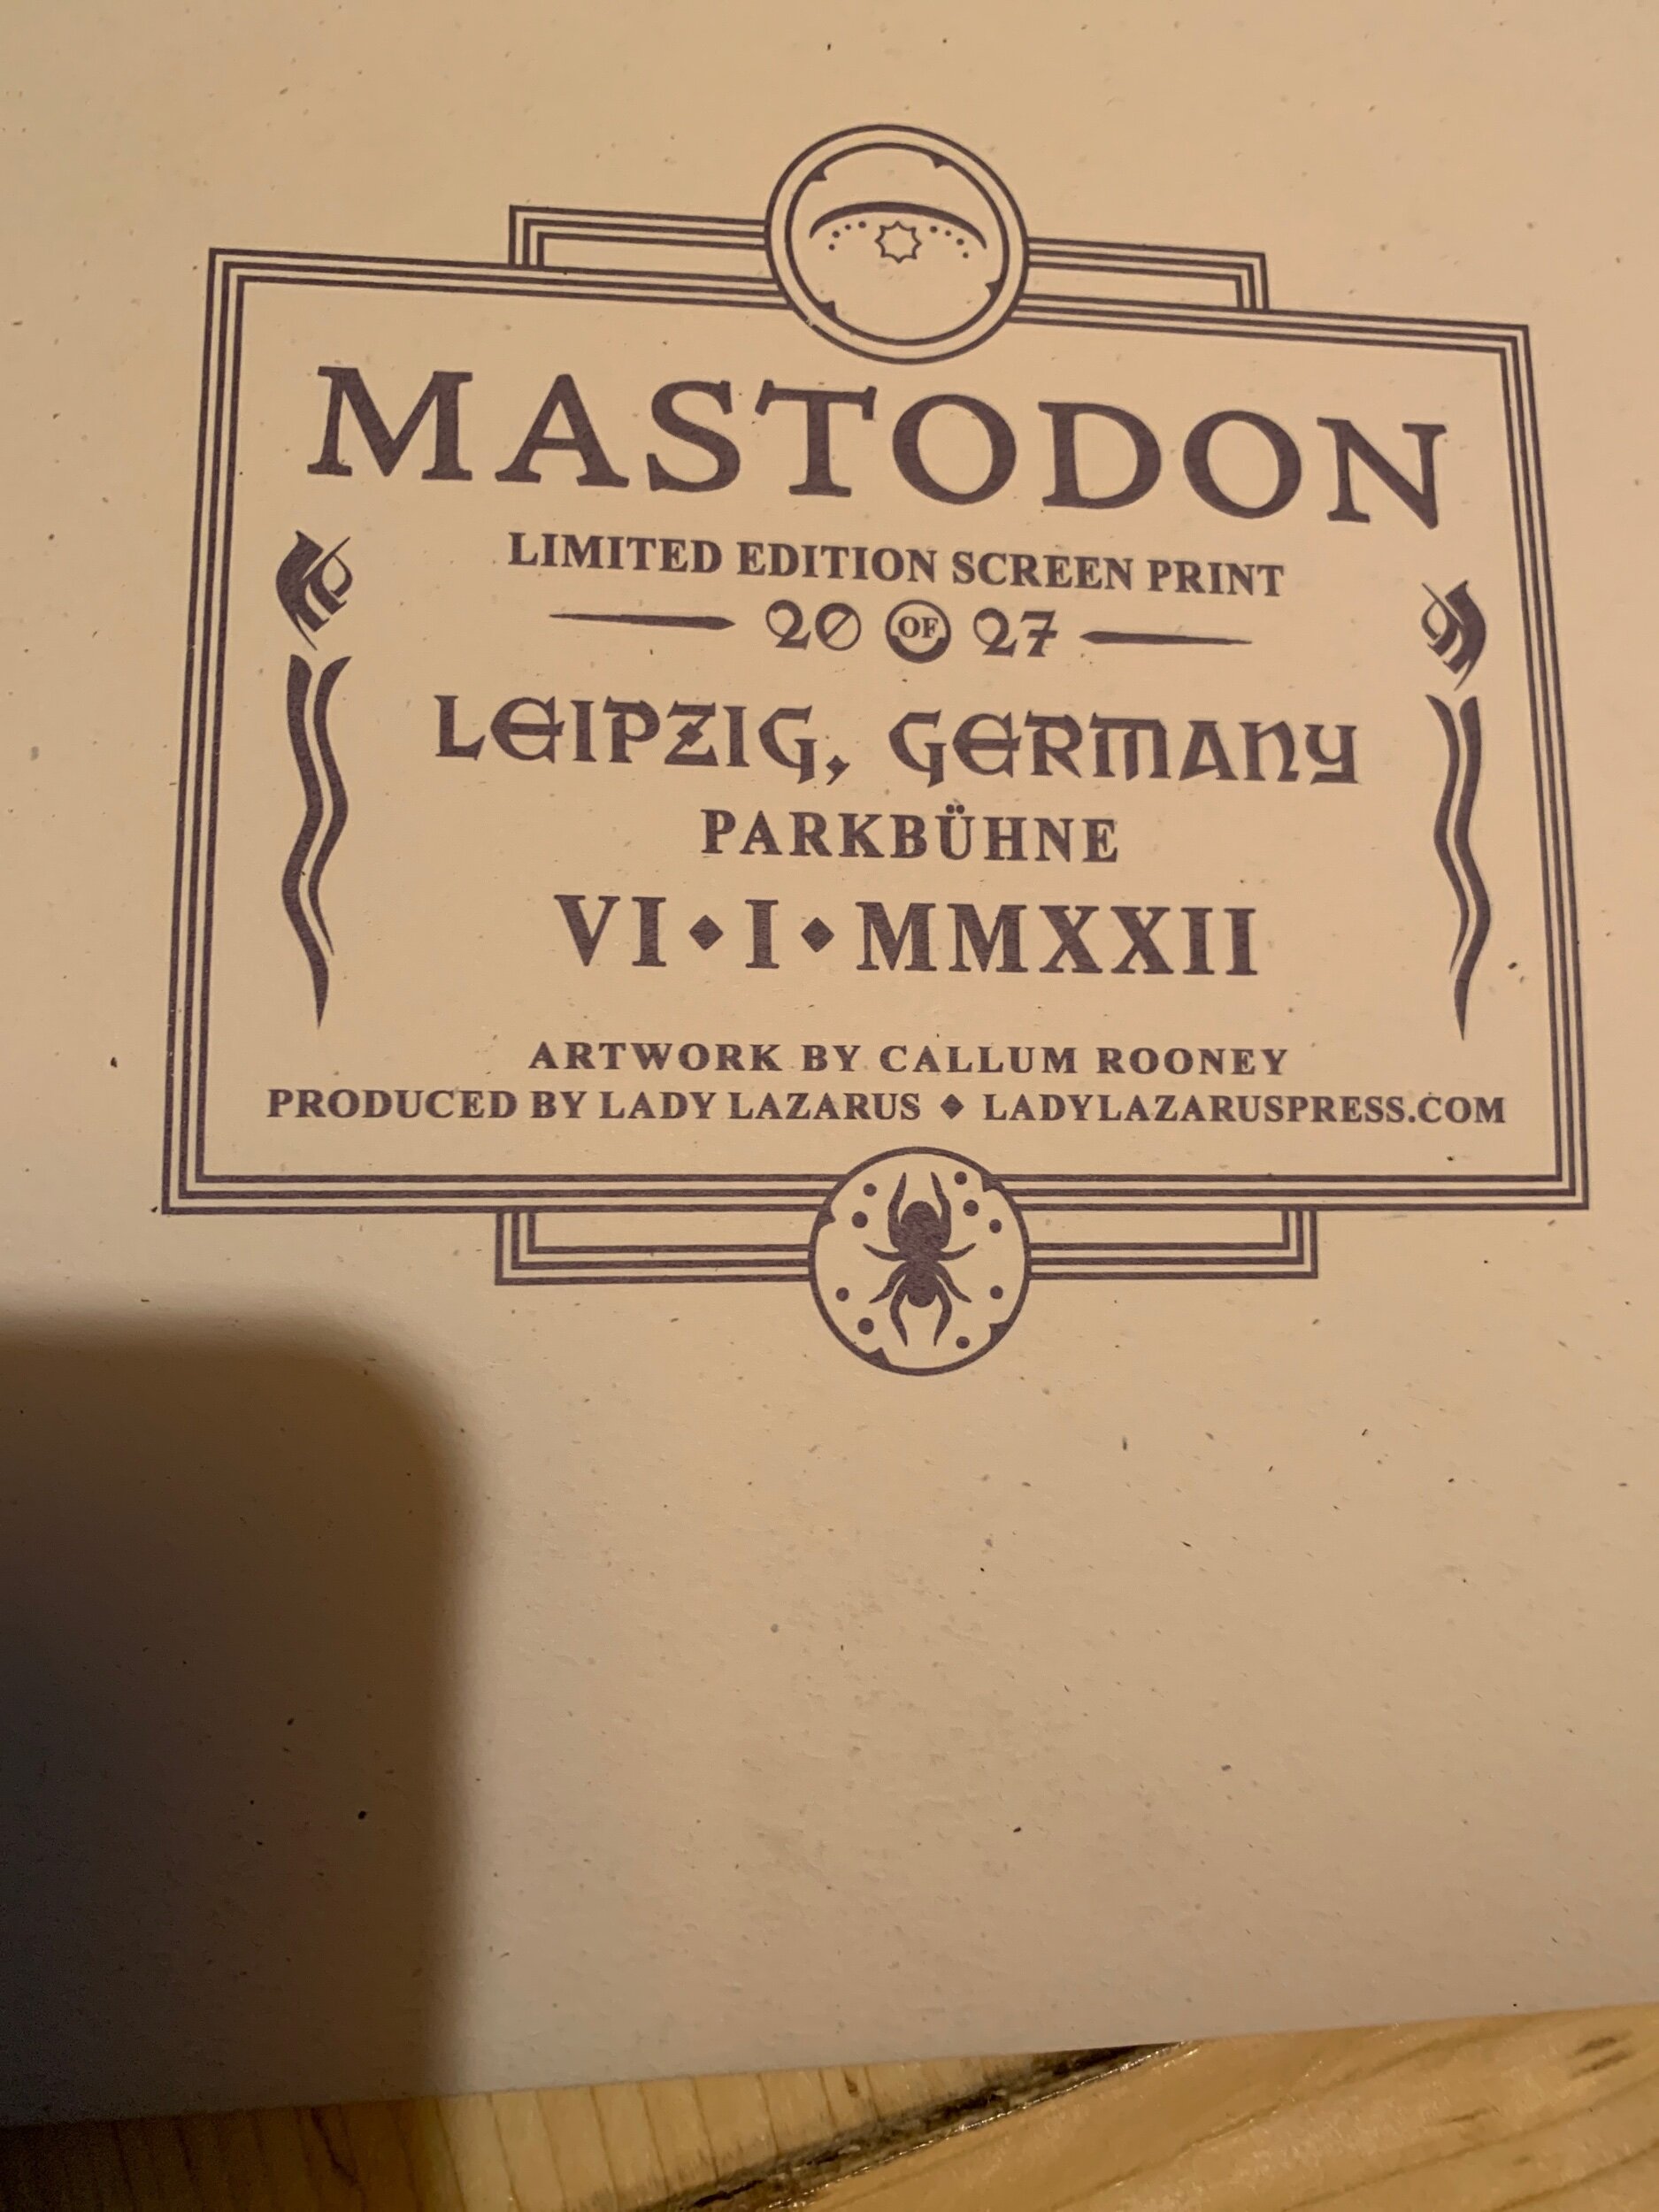 MASTODON
LIMITED EDITION SCREEN PRINT
20 OF 27
LEIPZIG, GERMANY
PARKBÜHNE
VI♦I♦MMXXII
ARTWORK BY CALLUM ROONEY
PRODUCED BY LADY LAZARUS ♦ LADYLAZARUSPRESS.COM